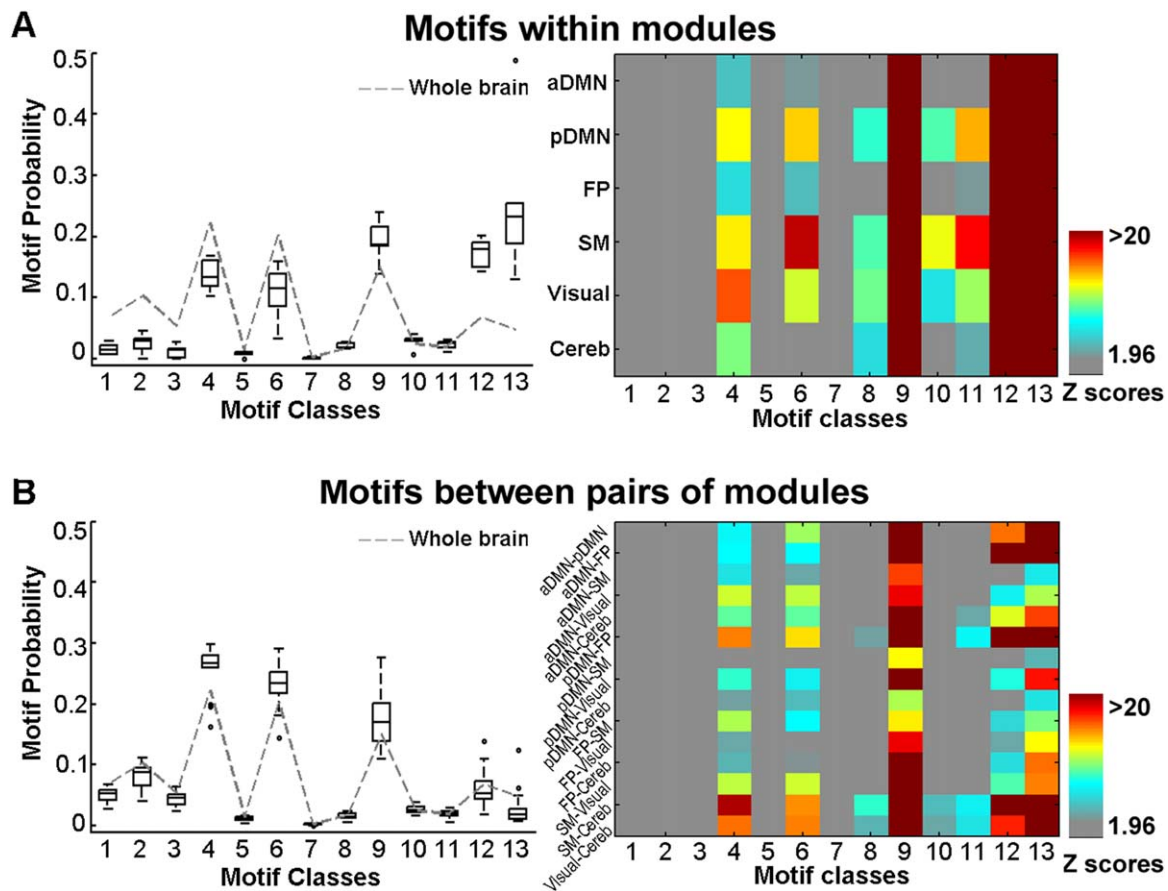 A
Motifs within modules
Motif Probability
0.5
0.4
0.3
0.2
0.1
0
Whole brain
1 2 3 4 5 6 7 8 9 10 11 12 13
Motif Classes
aDMN
pDMN
FP
SM
Visual
Cereb
1 2 3 4 5 6 7 8 9 10 11 12 13
Motif classes
>20
1.96
Z scores
B
Motifs between pairs of modules
Motif Probability
0.5
0.4
0.3
0.2
0.1
0
Whole brain
1 2 3 4 5 6 7 8 9 10 11 12 13
Motif Classes
aDMN-pDMN
aDMN-FP
aDMN-SM
aDMN-Visual
aDMN-Cereb
pDMN-FP
pDMN-SM
pDMN-Visual
pDMN-Cereb
FP-SM
FP-Visual
FP-Cereb
SM-Visual
SM-Cereb
Visual-Cereb
1 2 3 4 5 6 7 8 9 10 11 12 13
Motif classes
>20
1.96
Z scores